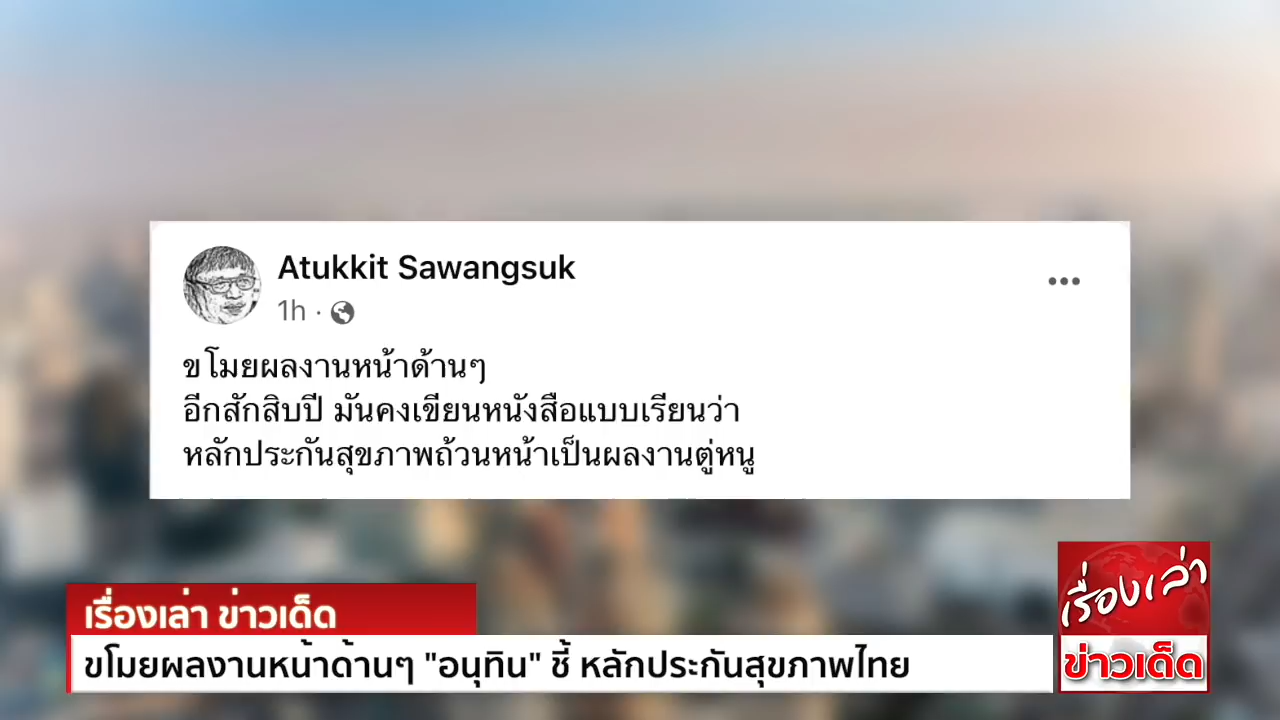 Atukkit Sawangsuk
1h ·
ขโมยผลงานหน้าด้านๆ
อีกสักสิบปี มันคงเขียนหนังสือแบบเรียนว่า
หลักประกันสุขภาพถ้วนหน้าเป็นผลงานตู่หนู
เรื่องเล่า ข่าวเด็ด
ขโมยผลงานหน้าด้านๆ "อนุทิน" ชี้ หลักประกันสุขภาพไทย
เรื่องเล่า
ข่าวเด็ด